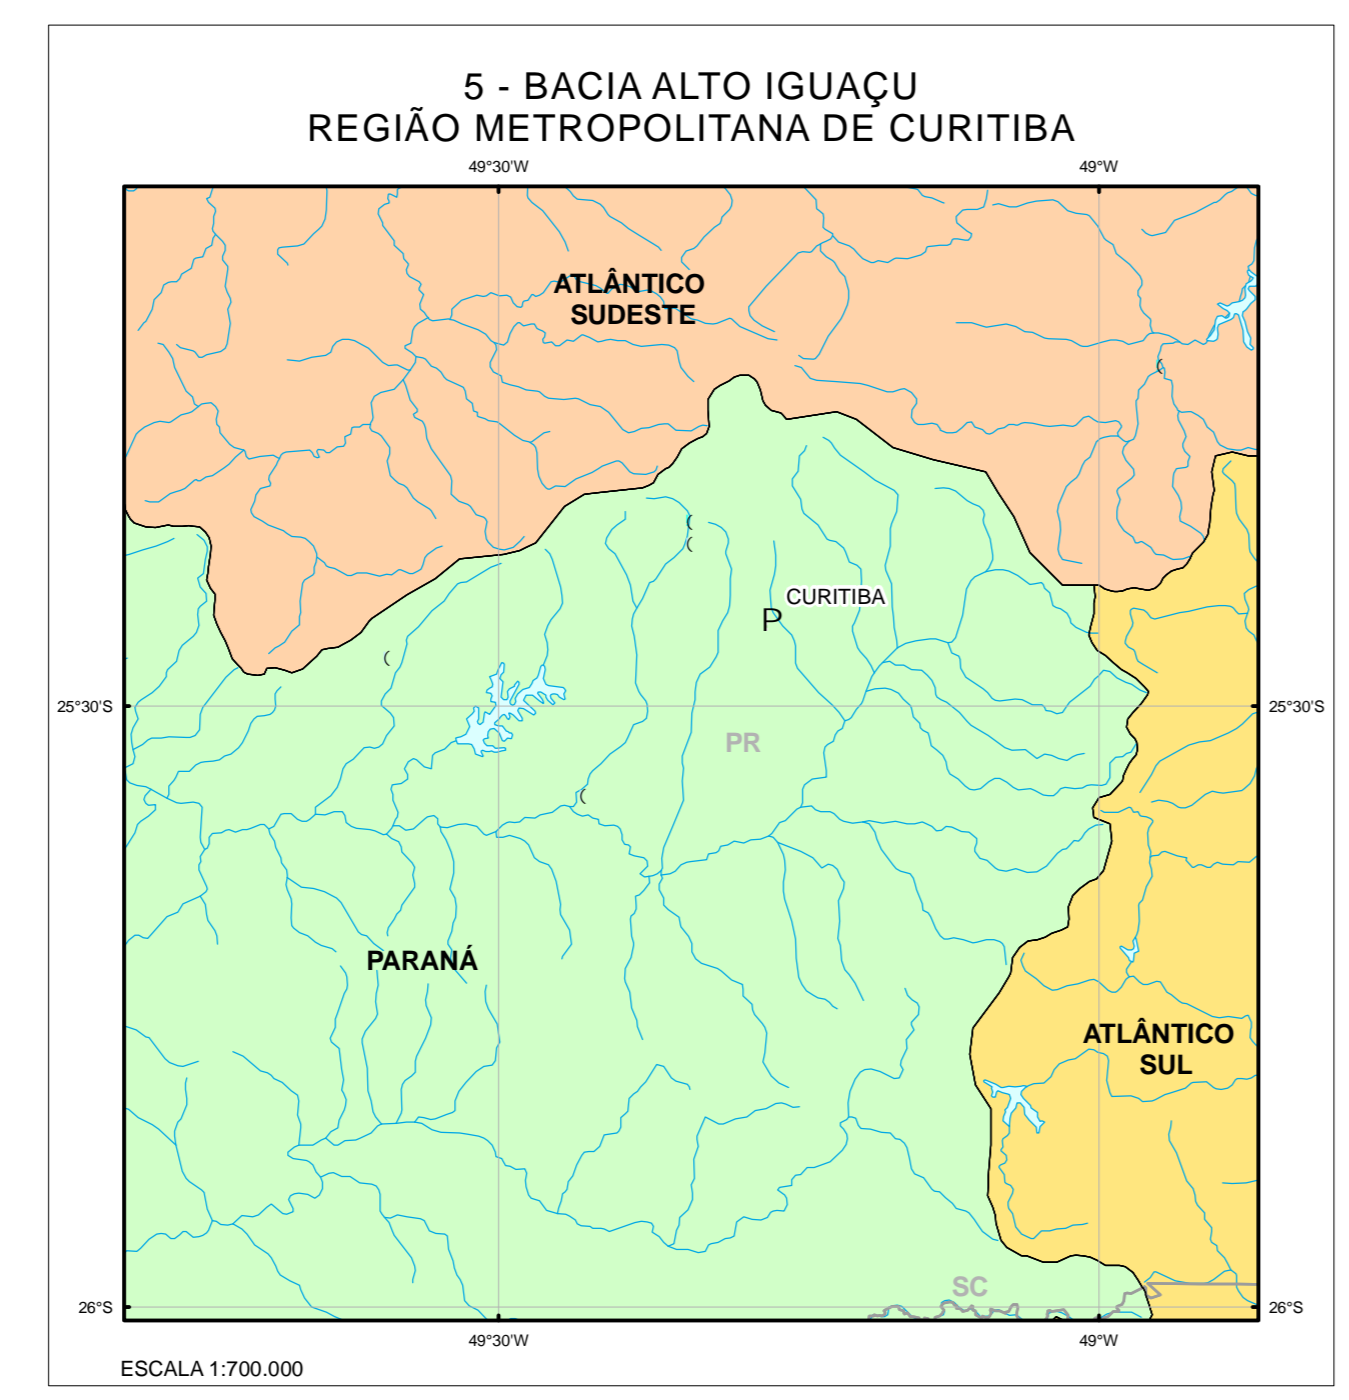 5 - BACIA ALTO IGUAÇU
REGIÃO METROPOLITANA DE CURITIBA
49°30'W
49°W
ATLÂNTICO
SUDESTE
(
(
(
CURITIBA
P
(
25°30'S
25°30'S
PR
(
PARANÁ
ATLÂNTICO
SUL
SC
26°S
26°S
49°30'W
49°W
ESCALA 1:700.000